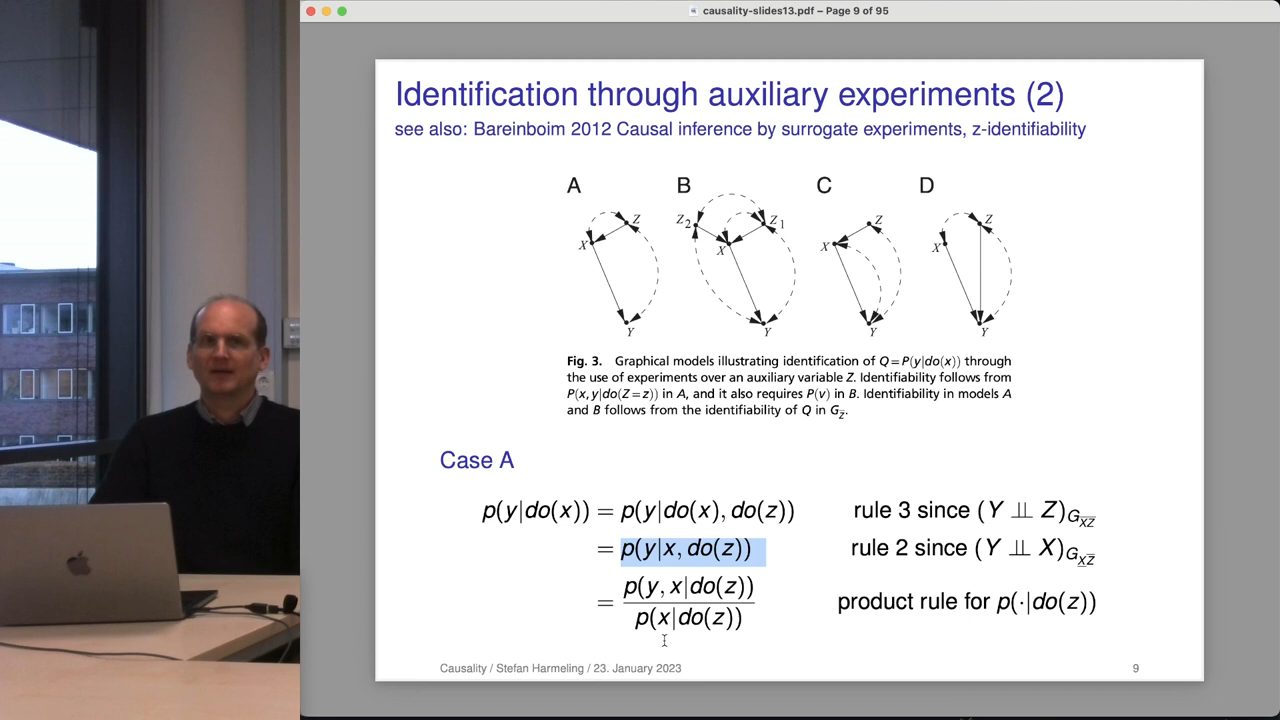 causality-slides13.pdf – Page 9 of 95
Identification through auxiliary experiments (2)
see also: Bareinboim 2012 Causal inference by surrogate experiments, z-identifiability
A B C D
Z Z₂ Z₁ Z Z
X X X X
Y Y Y Y
Fig. 3. Graphical models illustrating identification of Q=P(y|do(x)) through
the use of experiments over an auxiliary variable Z. Identifiability follows from
P(x, y|do(Z=z)) in A, and it also requires P(v) in B. Identifiability in models A
and B follows from the identifiability of Q in G_Z̅.
Case A
p(y|do(x)) = p(y|do(x), do(z)) rule 3 since (Y ⫫ Z)_G_X̅Z̅
= p(y|x, do(z)) rule 2 since (Y ⫫ X)_G_X̲Z̅
= p(y, x|do(z)) / p(x|do(z)) product rule for p(·|do(z))
Causality / Stefan Harmeling / 23. January 2023 9